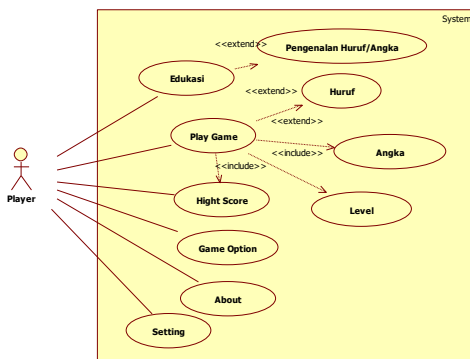 System
<<extend>>
Pengenalan Huruf/Angka
Edukasi
<<extend>>
Huruf
<<extend>>
Play Game
<<include>>
Angka
<<include>>
Player
Hight Score
Level
Game Option
About
Setting